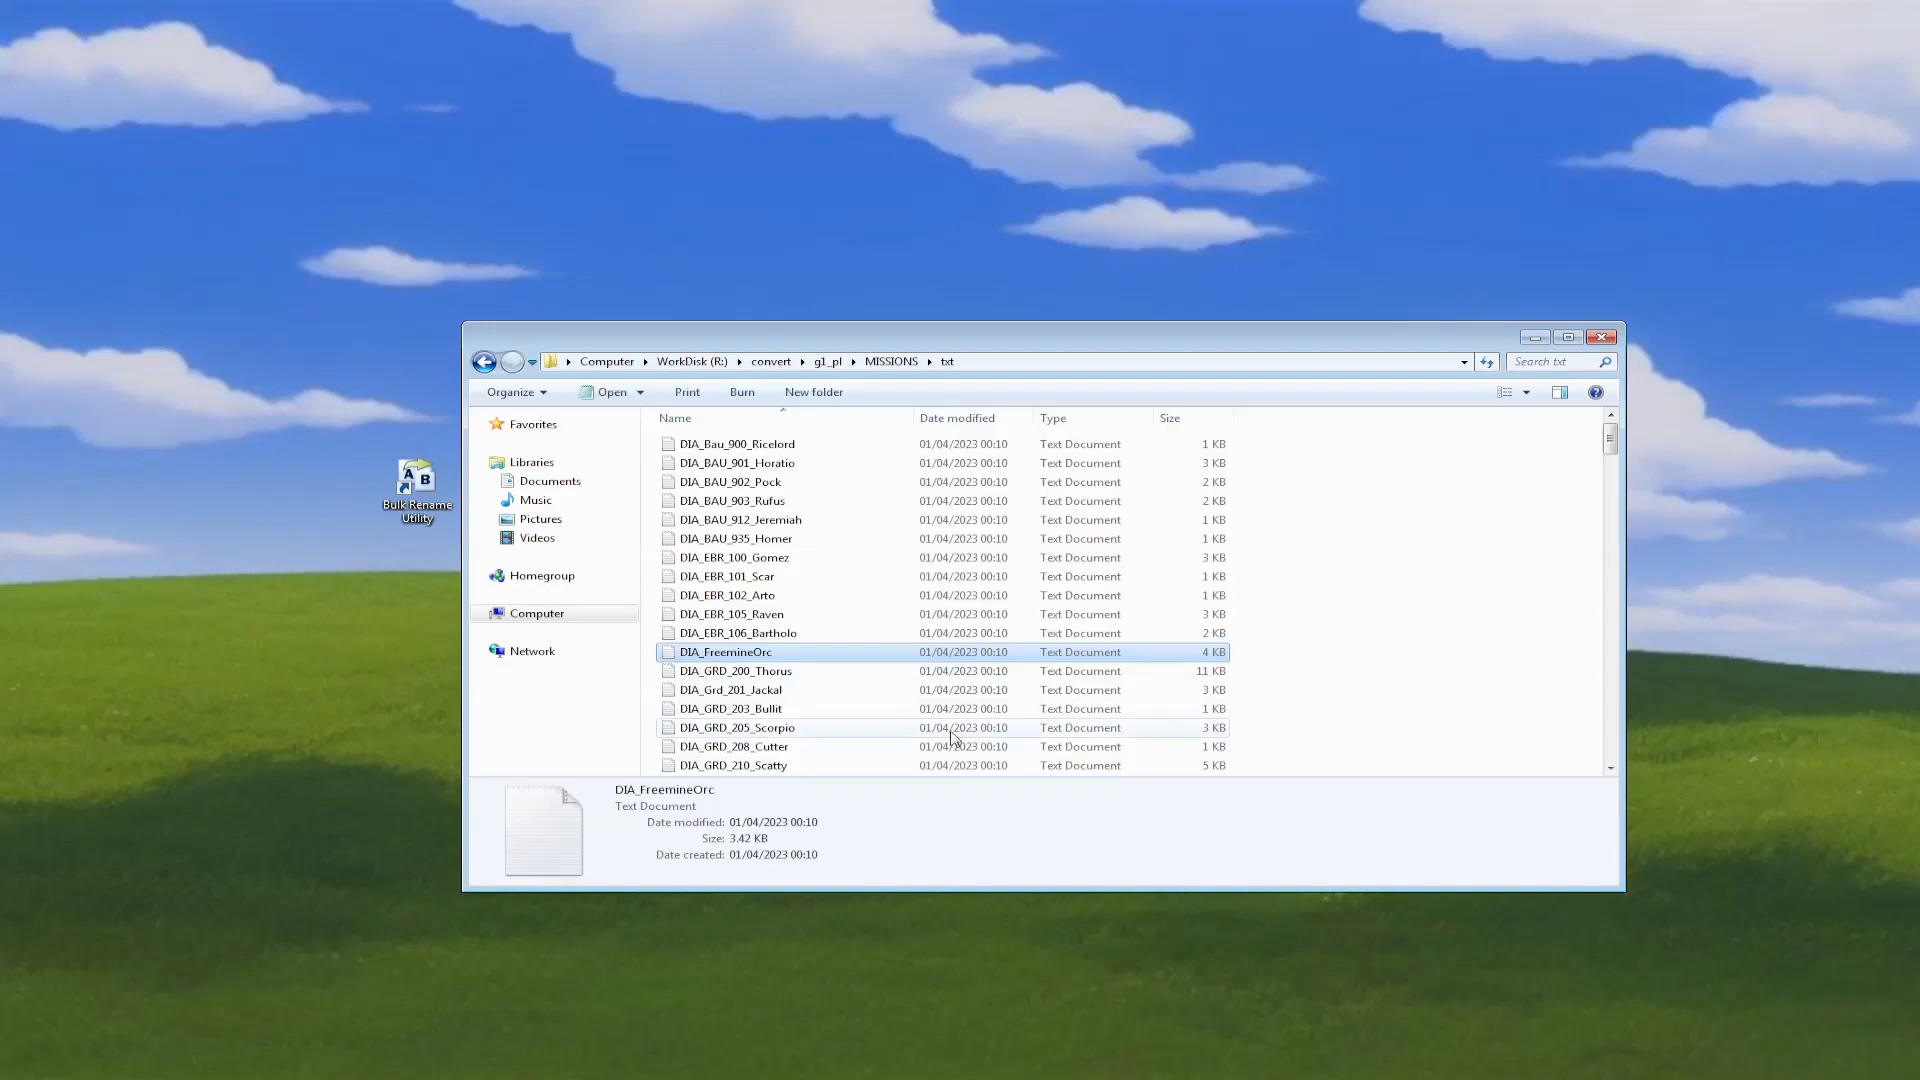 Bulk Rename
Utility
Computer WorkDisk (R:) convert g1_pl MISSIONS txt
Search txt
Organize Open Print Burn New folder
Favorites
Libraries
Documents
Music
Pictures
Videos
Homegroup
Computer
Network
Name Date modified Type Size
DIA_Bau_900_Ricelord 01/04/2023 00:10 Text Document 1 KB
DIA_BAU_901_Horatio 01/04/2023 00:10 Text Document 3 KB
DIA_BAU_902_Pock 01/04/2023 00:10 Text Document 2 KB
DIA_BAU_903_Rufus 01/04/2023 00:10 Text Document 2 KB
DIA_BAU_912_Jeremiah 01/04/2023 00:10 Text Document 1 KB
DIA_BAU_935_Homer 01/04/2023 00:10 Text Document 1 KB
DIA_EBR_100_Gomez 01/04/2023 00:10 Text Document 3 KB
DIA_EBR_101_Scar 01/04/2023 00:10 Text Document 1 KB
DIA_EBR_102_Arto 01/04/2023 00:10 Text Document 1 KB
DIA_EBR_105_Raven 01/04/2023 00:10 Text Document 3 KB
DIA_EBR_106_Bartholo 01/04/2023 00:10 Text Document 2 KB
DIA_FreemineOrc 01/04/2023 00:10 Text Document 4 KB
DIA_GRD_200_Thorus 01/04/2023 00:10 Text Document 11 KB
DIA_Grd_201_Jackal 01/04/2023 00:10 Text Document 3 KB
DIA_GRD_203_Bullit 01/04/2023 00:10 Text Document 1 KB
DIA_GRD_205_Scorpio 01/04/2023 00:10 Text Document 3 KB
DIA_GRD_208_Cutter 01/04/2023 00:10 Text Document 1 KB
DIA_GRD_210_Scatty 01/04/2023 00:10 Text Document 5 KB
DIA_FreemineOrc
Text Document
Date modified: 01/04/2023 00:10
Size: 3.42 KB
Date created: 01/04/2023 00:10